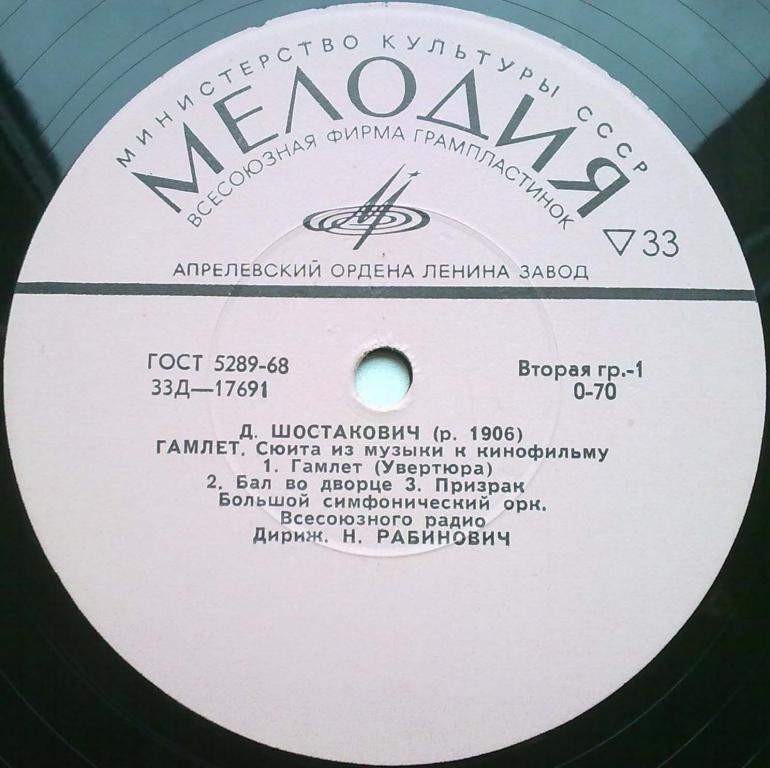 МИНИСТЕРСТВО КУЛЬТУРЫ СССР
МЕЛОДИЯ
ВСЕСОЮЗНАЯ ФИРМА ГРАМПЛАСТИНОК
▽33
АПРЕЛЕВСКИЙ ОРДЕНА ЛЕНИНА ЗАВОД
ГОСТ 5289-68
Вторая гр.-1
33Д—17691
0-70
Д. ШОСТАКОВИЧ (р. 1906)
ГАМЛЕТ. Сюита из музыки к кинофильму
1. Гамлет (Увертюра)
2. Бал во дворце 3. Призрак
Большой симфонический орк.
Всесоюзного радио
Дириж. Н. РАБИНОВИЧ